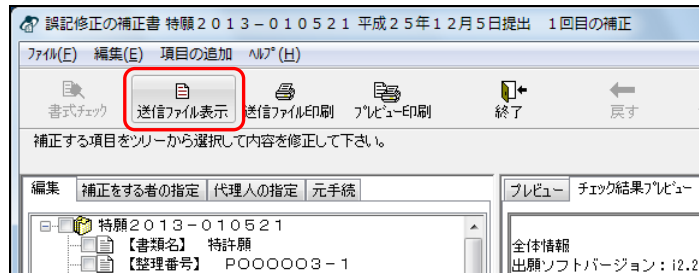 誤記修正の補正書 特願２０１３－０１０５２１ 平成２５年１２月５日提出　１回目の補正
ﾌｧｲﾙ(F)　編集(E)　項目の追加　ﾍﾙﾌﾟ(H)
書式ﾁｪｯｸ　送信ﾌｧｲﾙ表示　送信ﾌｧｲﾙ印刷　ﾌﾟﾚﾋﾞｭｰ印刷　終了　戻す
補正する項目をツリーから選択して内容を修正して下さい。
編集　補正をする者の指定　代理人の指定　元手続　プレビュー　チェック結果ﾌﾟﾚﾋﾞｭｰ
特願２０１３－０１０５２１
【書類名】　特許願
【整理番号】　Ｐ０００００３－１
全体情報
出願ソフトバージョン：i2.2